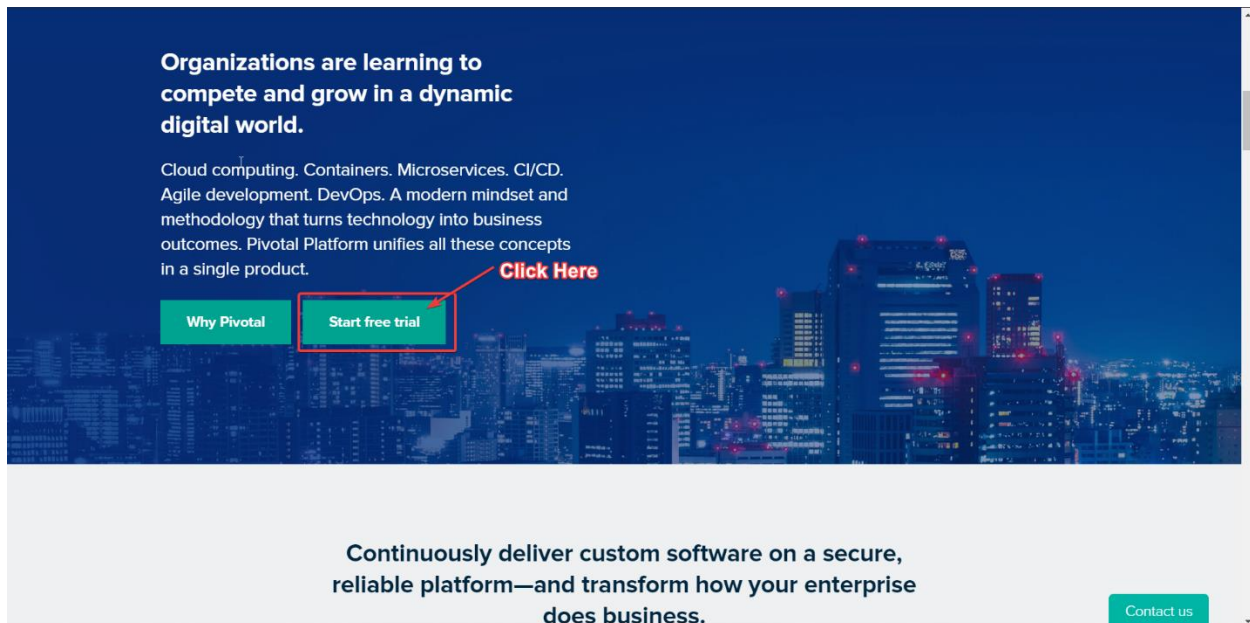 Organizations are learning to
compete and grow in a dynamic
digital world.
Cloud computing. Containers. Microservices. CI/CD.
Agile development. DevOps. A modern mindset and
methodology that turns technology into business
outcomes. Pivotal Platform unifies all these concepts
in a single product.
Click Here
Why Pivotal
Start free trial
Continuously deliver custom software on a secure,
reliable platform—and transform how your enterprise
does business.
Contact us